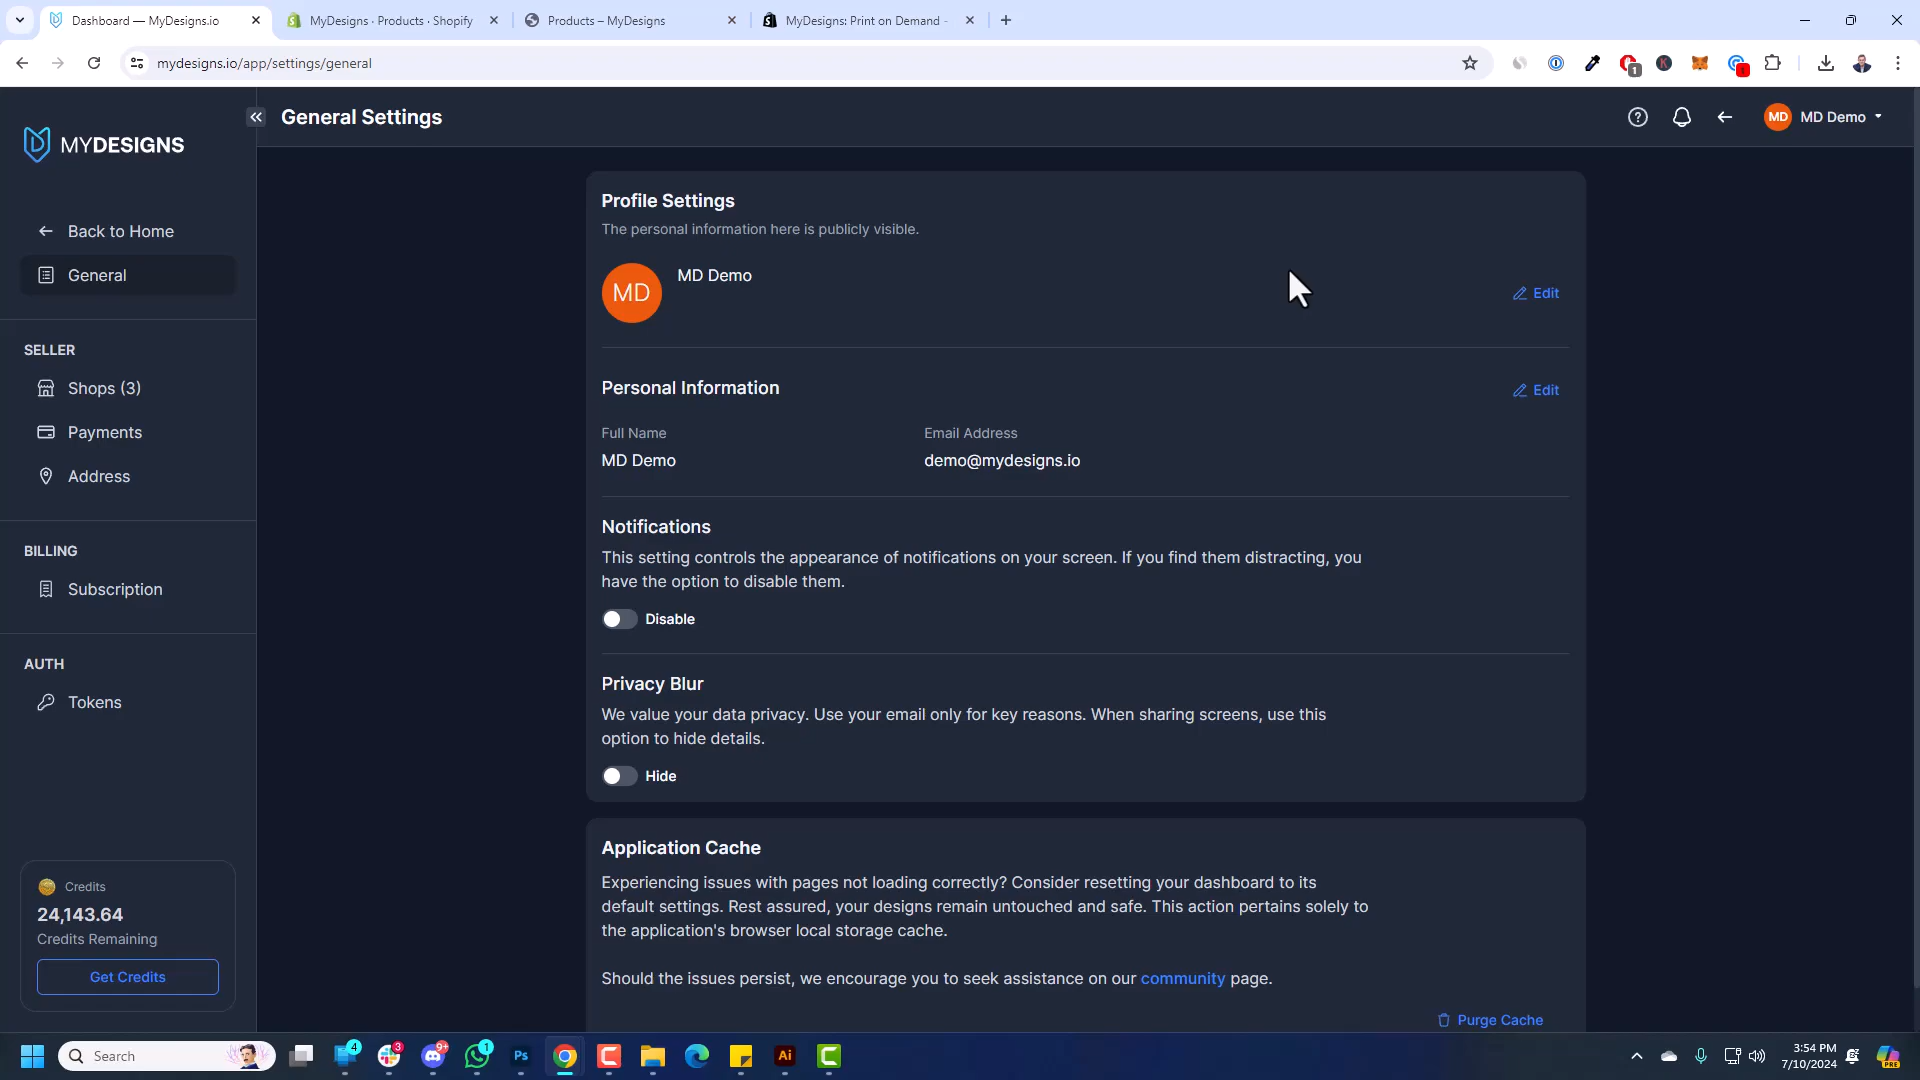 Dashboard — MyDesigns.io
MyDesigns · Products · Shopify
Products – MyDesigns
MyDesigns: Print on Demand -
mydesigns.io/app/settings/general
1
1
MYDESIGNS
General Settings
MD
MD Demo
Back to Home
General
SELLER
Shops (3)
Payments
Address
BILLING
Subscription
AUTH
Tokens
Credits
24,143.64
Credits Remaining
Get Credits
Profile Settings
The personal information here is publicly visible.
MD
MD Demo
Edit
Personal Information
Edit
Full Name
Email Address
MD Demo
demo@mydesigns.io
Notifications
This setting controls the appearance of notifications on your screen. If you find them distracting, you
have the option to disable them.
Disable
Privacy Blur
We value your data privacy. Use your email only for key reasons. When sharing screens, use this
option to hide details.
Hide
Application Cache
Experiencing issues with pages not loading correctly? Consider resetting your dashboard to its
default settings. Rest assured, your designs remain untouched and safe. This action pertains solely to
the application's browser local storage cache.
Should the issues persist, we encourage you to seek assistance on our community page.
Purge Cache
Search
4
3
9+
1
Ps
Ai
3:54 PM
7/10/2024
PRE